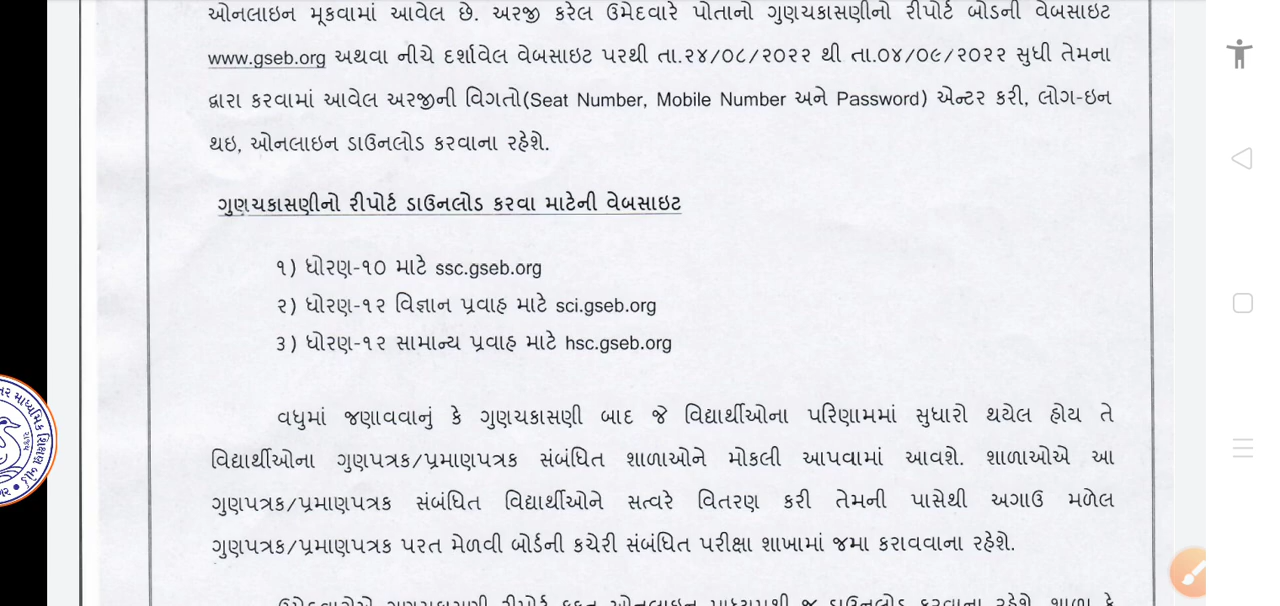 ઓનલાઇન મૂકવામાં આવેલ છે. અરજી કરેલ ઉમેદવારે પોતાનો ગુણચકાસણીનો રીપોર્ટ બોડની વેબસાઇટ
www.gseb.org અથવા નીચે દર્શાવેલ વેબસાઇટ પરથી તા.૨૪/૦૮/૨૦૨૨ થી તા.૦૪/૦૯/૨૦૨૨ સુધી તેમના
દ્વારા કરવામાં આવેલ અરજીની વિગતો(Seat Number, Mobile Number અને Password) એન્ટર કરી, લોગ-ઇન
થઇ, ઓનલાઇન ડાઉનલોડ કરવાના રહેશે.
ગુણચકાસણીનો રીપોર્ટ ડાઉનલોડ કરવા માટેની વેબસાઇટ
૧) ધોરણ-૧૦ માટે ssc.gseb.org
૨) ધોરણ-૧૨ વિજ્ઞાન પ્રવાહ માટે sci.gseb.org
૩) ધોરણ-૧૨ સામાન્ય પ્રવાહ માટે hsc.gseb.org
વધુમાં જણાવવાનું કે ગુણચકાસણી બાદ જે વિદ્યાર્થીઓના પરિણામમાં સુધારો થયેલ હોય તે
વિદ્યાર્થીઓના ગુણપત્રક/પ્રમાણપત્રક સંબંધિત શાળાઓને મોકલી આપવામાં આવશે. શાળાઓએ આ
ગુણપત્રક/પ્રમાણપત્રક સંબંધિત વિદ્યાર્થીઓને સત્વરે વિતરણ કરી તેમની પાસેથી અગાઉ મળેલ
ગુણપત્રક/પ્રમાણપત્રક પરત મેળવી બોર્ડની કચેરી સંબંધિત પરીક્ષા શાખામાં જમા કરાવવાના રહેશે.